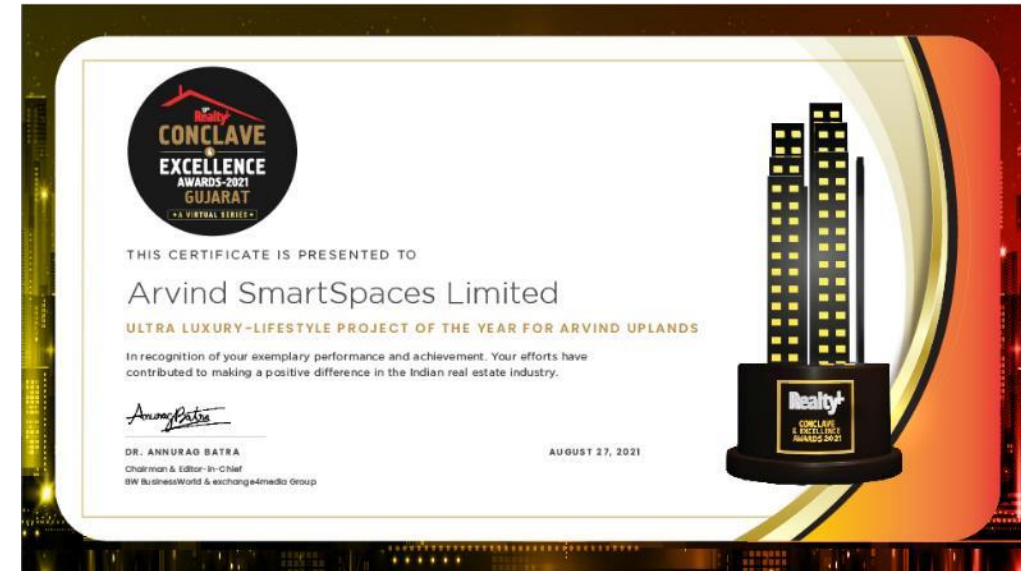 Realty+
CONCLAVE
&
EXCELLENCE
AWARDS-2021
GUJARAT
A VIRTUAL SERIES
THIS CERTIFICATE IS PRESENTED TO
Arvind SmartSpaces Limited
ULTRA LUXURY-LIFESTYLE PROJECT OF THE YEAR FOR ARVIND UPLANDS
In recognition of your exemplary performance and achievement. Your efforts have
contributed to making a positive difference in the Indian real estate industry.
Anurag Batra
DR. ANNURAG BATRA
Chairman & Editor-in-Chief
BW BusinessWorld & exchange4media Group
AUGUST 27, 2021
Realty+
CONCLAVE
& EXCELLENCE
AWARDS 2021